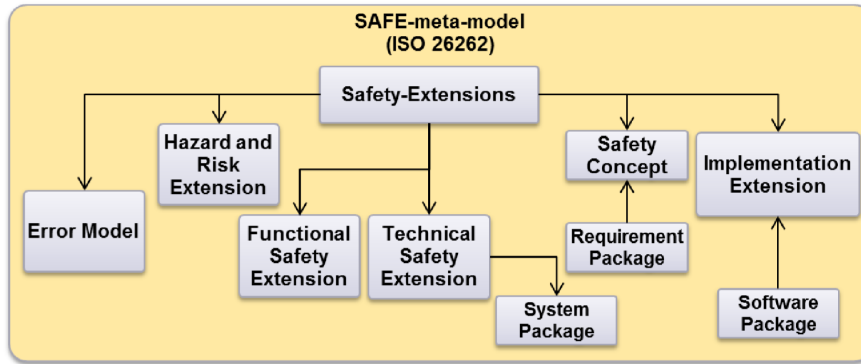 SAFE-meta-model
(ISO 26262)
Safety-Extensions
Hazard and
Risk
Extension
Safety
Concept
Implementation
Extension
Error Model
Functional
Safety
Extension
Technical
Safety
Extension
Requirement
Package
System
Package
Software
Package